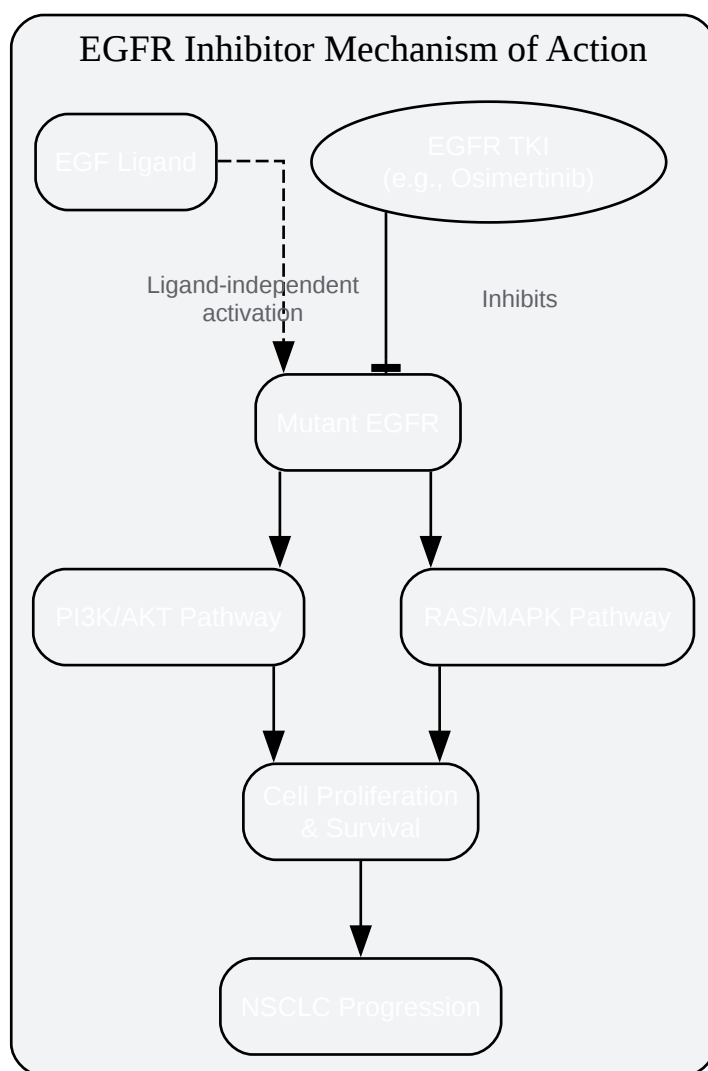 EGFR Inhibitor Mechanism of Action
EGF Ligand
EGFR TKI
(e.g., Osimertinib)
Ligand-independent
activation
Inhibits
Mutant EGFR
PI3K/AKT Pathway
RAS/MAPK Pathway
Cell Proliferation
& Survival
NSCLC Progression